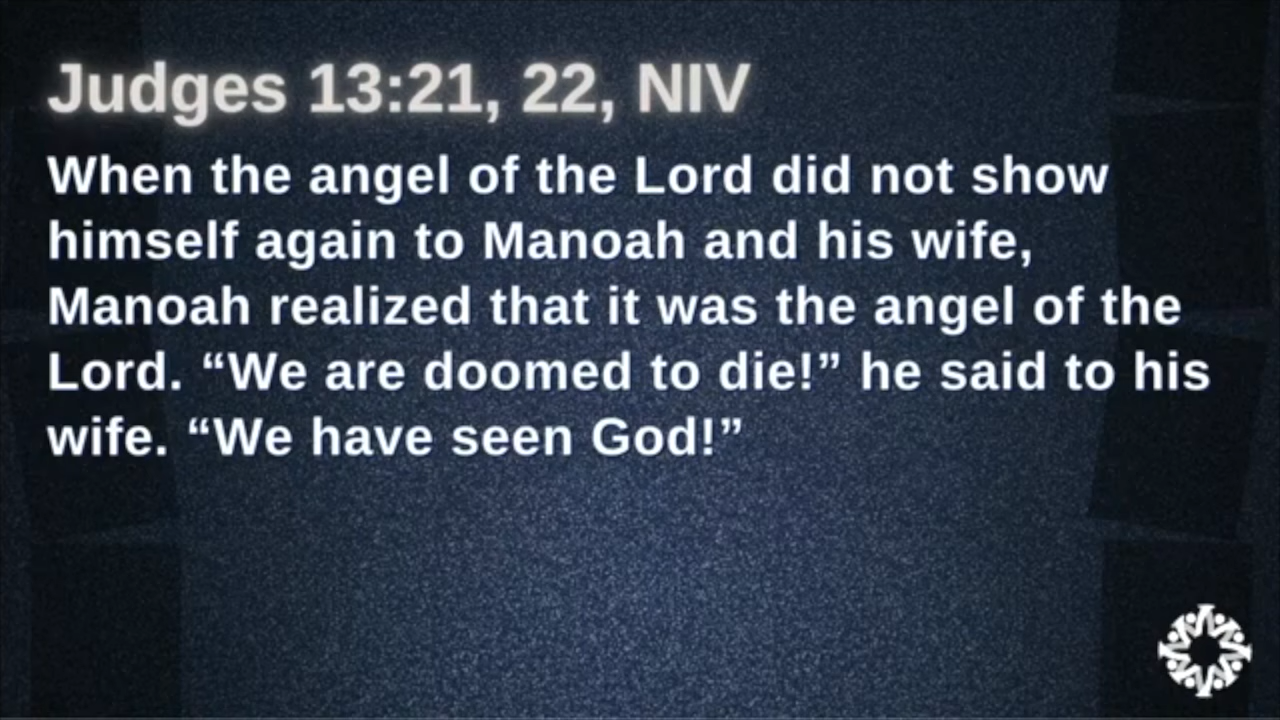 Judges 13:21, 22, NIV
When the angel of the Lord did not show
himself again to Manoah and his wife,
Manoah realized that it was the angel of the
Lord. “We are doomed to die!” he said to his
wife. “We have seen God!”